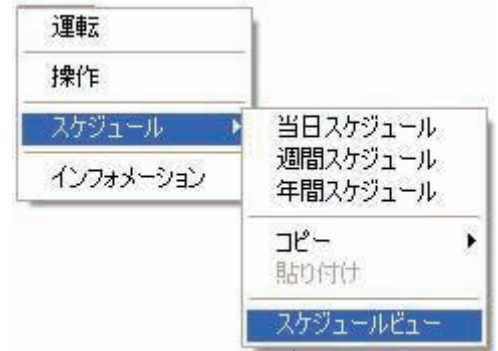 運転
操作
スケジュール
インフォメーション
当日スケジュール
週間スケジュール
年間スケジュール
コピー
貼り付け
スケジュールビュー